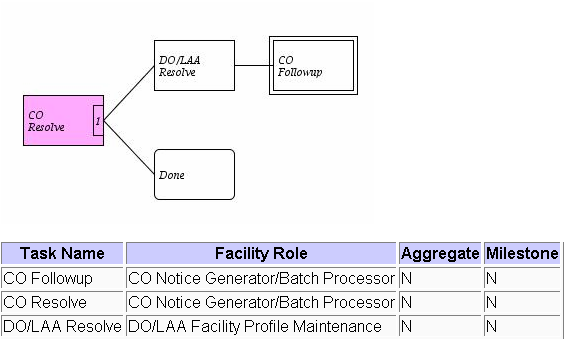 DO/LAA
Resolve
CO
Followup
CO
Resolve
1
Done
Task Name Facility Role Aggregate Milestone
CO Followup CO Notice Generator/Batch Processor N N
CO Resolve CO Notice Generator/Batch Processor N N
DO/LAA Resolve DO/LAA Facility Profile Maintenance N N